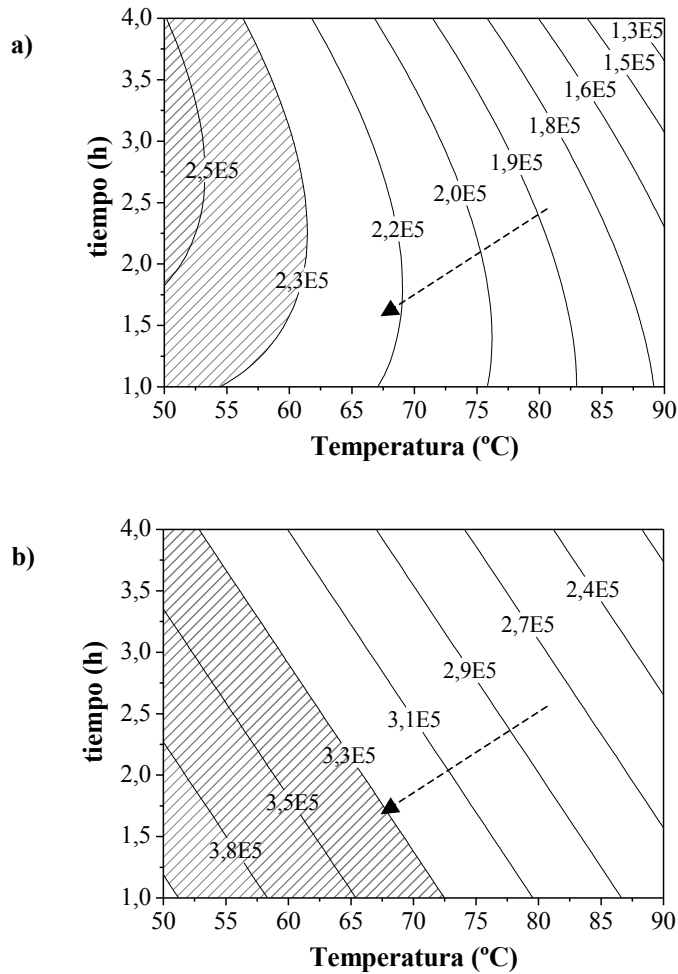 a)
4,0
3,5
3,0
2,5
2,0
1,5
1,0
tiempo (h)
1,3E5
1,5E5
1,6E5
1,8E5
1,9E5
2,0E5
2,2E5
2,5E5
2,3E5
50 55 60 65 70 75 80 85 90
Temperatura (ºC)
b)
4,0
3,5
3,0
2,5
2,0
1,5
1,0
tiempo (h)
2,4E5
2,7E5
2,9E5
3,1E5
3,3E5
3,5E5
3,8E5
50 55 60 65 70 75 80 85 90
Temperatura (ºC)